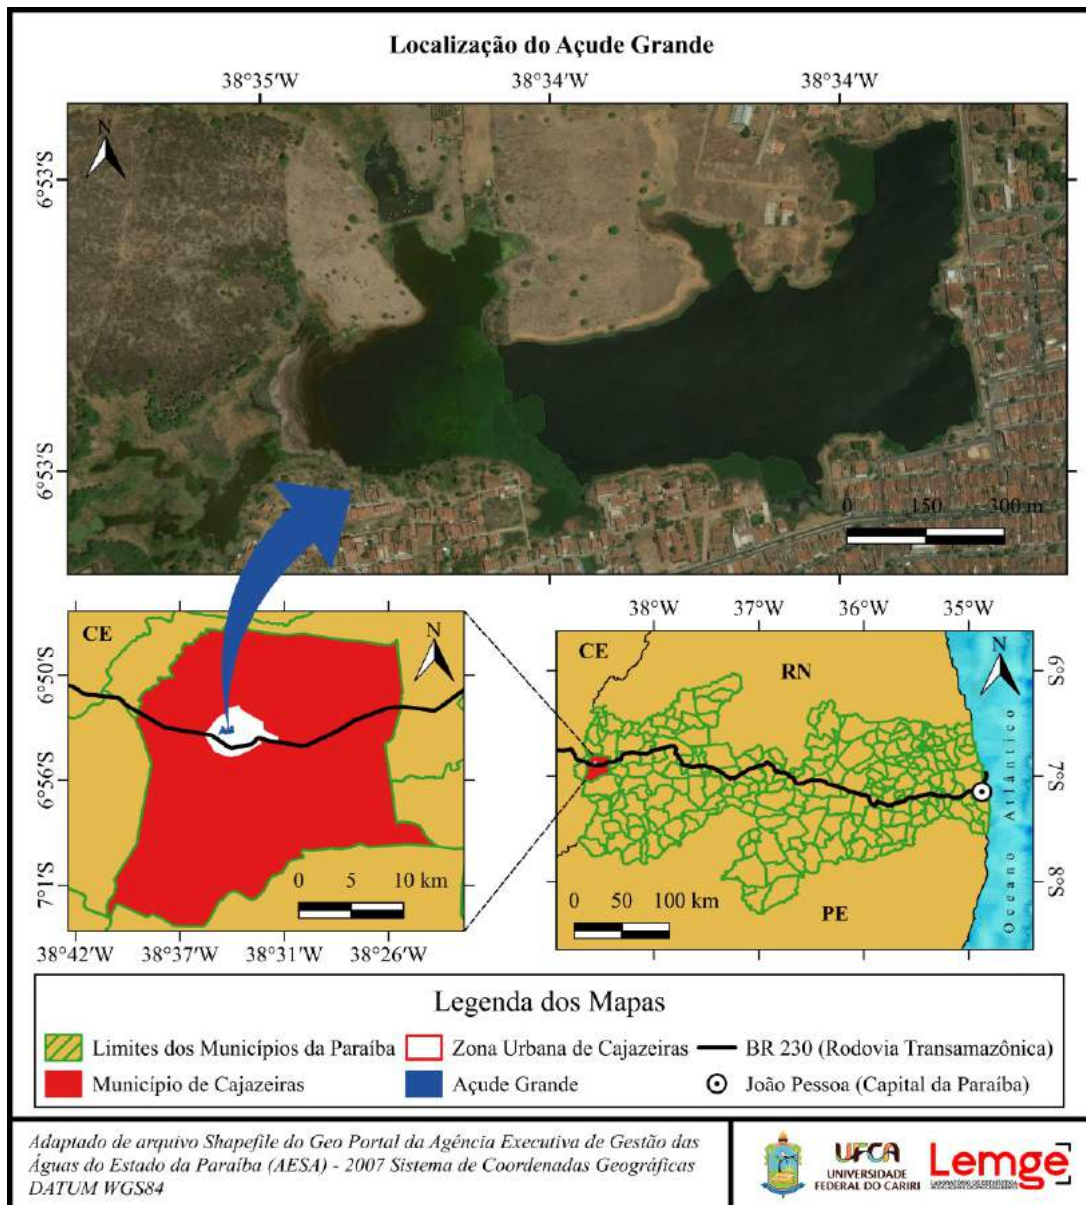 Localização do Açude Grande
38°35'W 38°34'W 38°34'W
N
6°53'S
6°53'S
0 150 300 m
CE
N
6°50'S
6°56'S
7°1'S
0 5 10 km
38°42'W 38°37'W 38°31'W 38°26'W
38°W 37°W 36°W 35°W
CE
RN
N
6°S
7°S
8°S
Oceano Atlântico
0 50 100 km
PE
Legenda dos Mapas
Limites dos Municípios da Paraíba
Zona Urbana de Cajazeiras
BR 230 (Rodovia Transamazônica)
Município de Cajazeiras
Açude Grande
João Pessoa (Capital da Paraíba)
Adaptado de arquivo Shapefile do Geo Portal da Agência Executiva de Gestão das
Águas do Estado da Paraíba (AESA) - 2007 Sistema de Coordenadas Geográficas
DATUM WGS84
UFCA
UNIVERSIDADE
FEDERAL DO CARIRI
Lemge